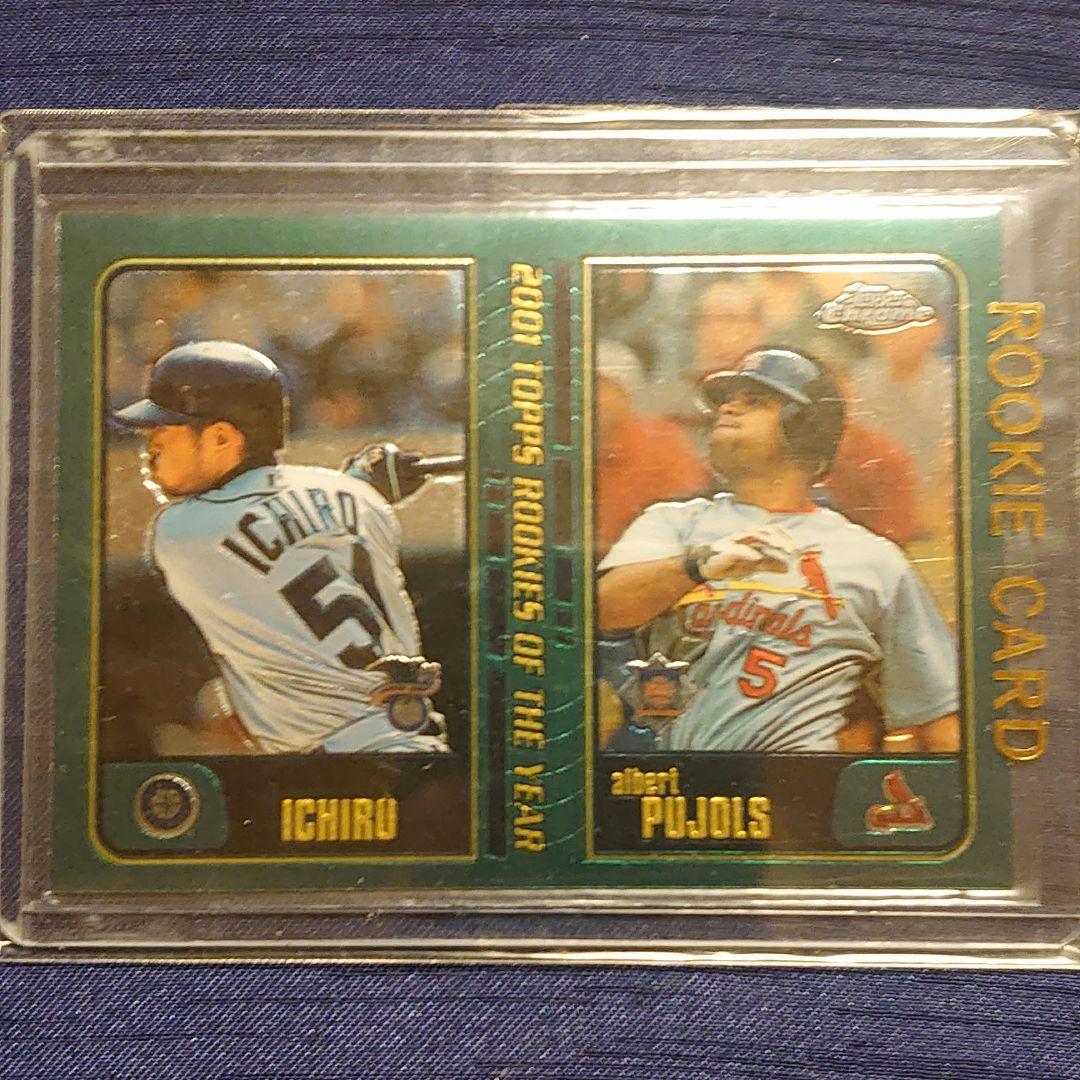 Topps Chrome
ICHIRO
51
2001 TOPPS ROOKIES OF THE YEAR
Cardinals
5
ICHIRO
albert
PUJOLS
ROOKIE CARD